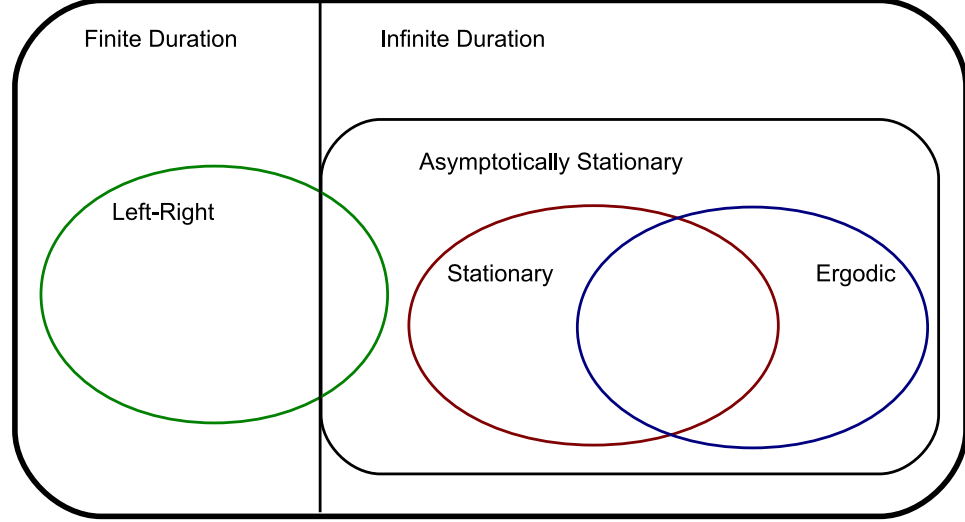 Finite Duration
Infinite Duration
Asymptotically Stationary
Left-Right
Stationary
Ergodic